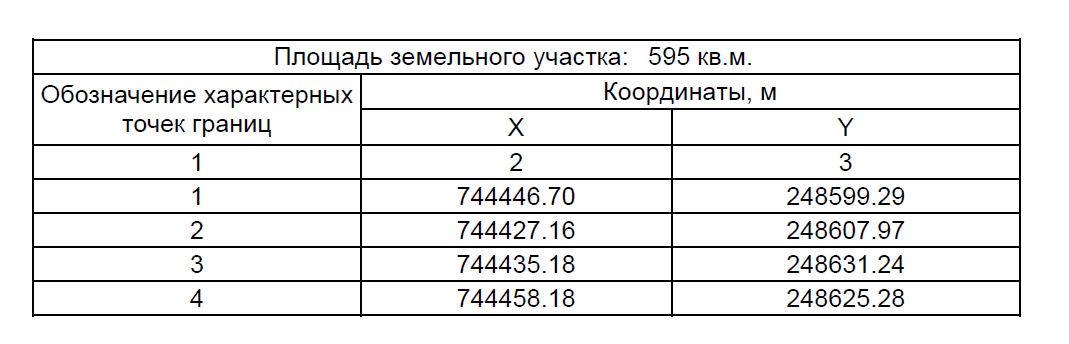 Площадь земельного участка: 595 кв.м.
Обозначение характерных точек границ
Координаты, м
X Y
1 2 3
1 744446.70 248599.29
2 744427.16 248607.97
3 744435.18 248631.24
4 744458.18 248625.28